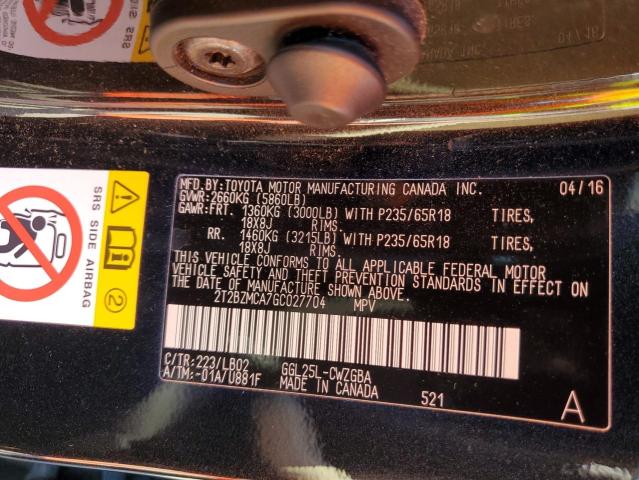 MFD.BY:TOYOTA MOTOR MANUFACTURING CANADA INC. 04/16
GVWR:2660KG (5860LB)
GAWR:FRT. 1360KG (3000LB) WITH P235/65R18 TIRES,
18X8J RIMS.
RR. 1460KG (3215LB) WITH P235/65R18 TIRES,
18X8J RIMS.
THIS VEHICLE CONFORMS TO ALL APPLICABLE FEDERAL MOTOR
VEHICLE SAFETY AND THEFT PREVENTION STANDARDS IN EFFECT ON
THE DATE OF MANUFACTURE SHOWN ABOVE.
2T2BZMCA7GC027704 MPV
C/TR:223/LB02 GGL25L-CWZGBA
A/TM:-01A/U881F MADE IN CANADA 521 A
SRS SIDE AIRBAG
2